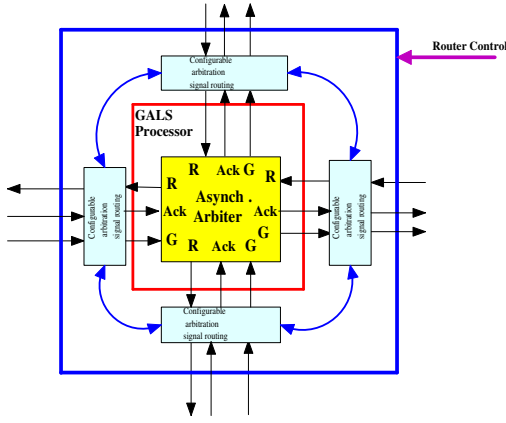 Router Control
Configurable
arbitration
signal routing
GALS
Processor
R
R
Ack
G
R
Asynch .
Arbiter
Ack
Ack
G
G
R
Ack
G
Configurable
arbitration
signal routing
Configurable
arbitration
signal routing
Configurable
arbitration
signal routing